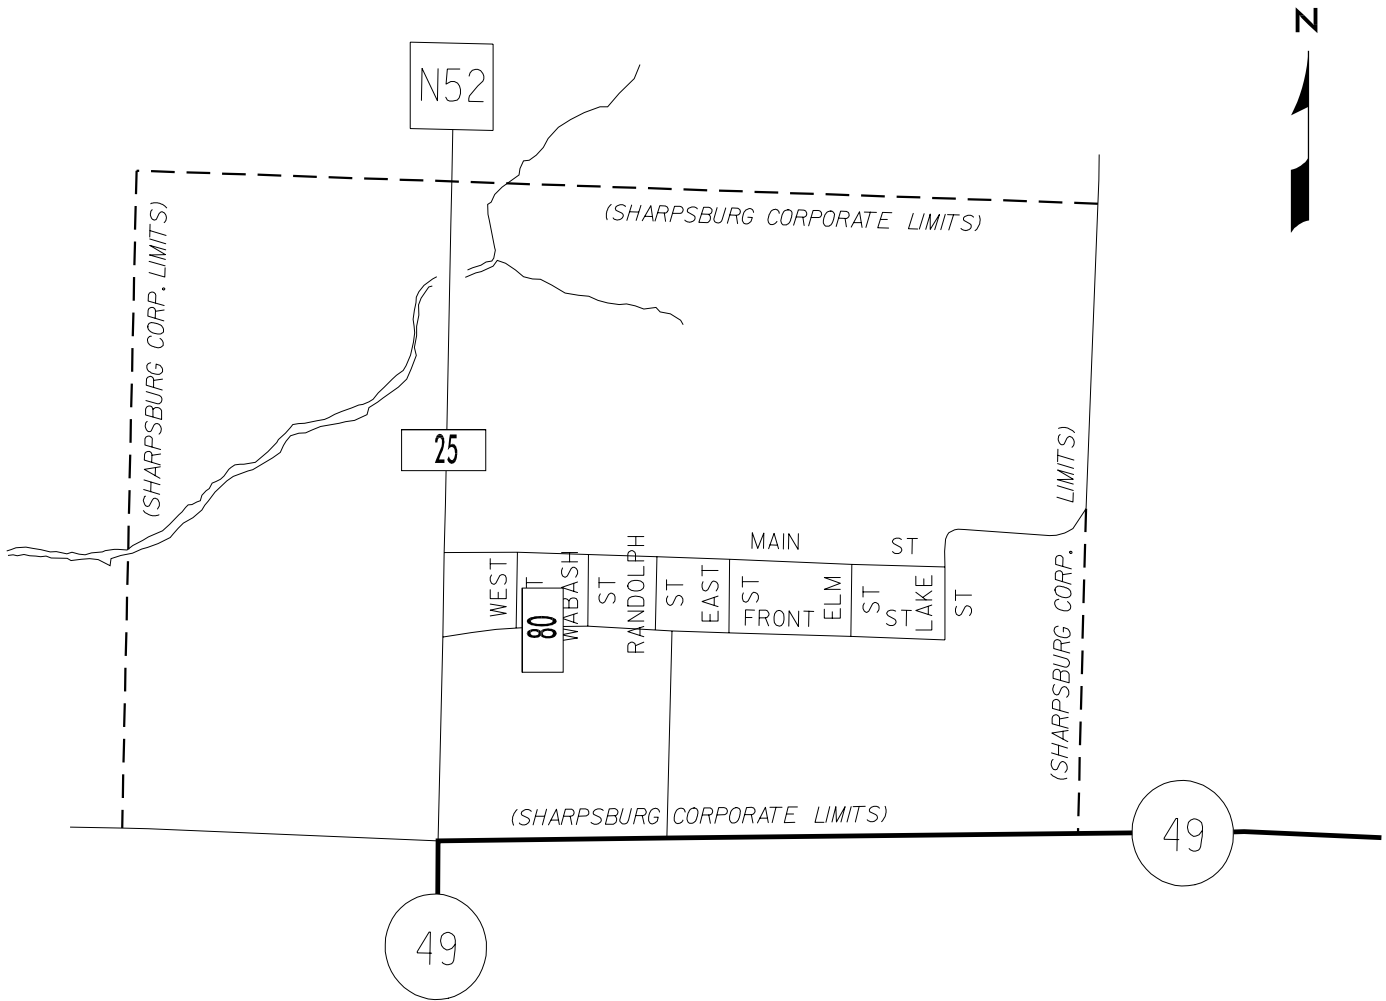 N
N52
(SHARPSBURG CORPORATE LIMITS)
(SHARPSBURG CORP. LIMITS)
25
MAIN ST
WEST ST
WABASH ST
RANDOLPH ST
EAST ST
ELM ST
LAKE ST
FRONT ST
80
(SHARPSBURG CORP. LIMITS)
(SHARPSBURG CORPORATE LIMITS)
49
49